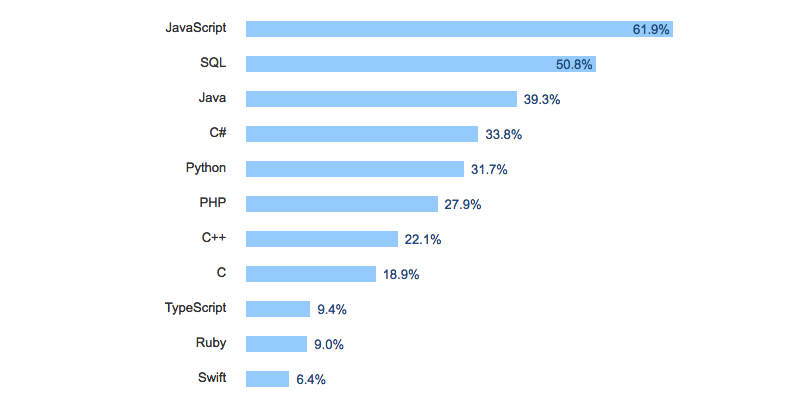 JavaScript 61.9%
SQL 50.8%
Java 39.3%
C# 33.8%
Python 31.7%
PHP 27.9%
C++ 22.1%
C 18.9%
TypeScript 9.4%
Ruby 9.0%
Swift 6.4%